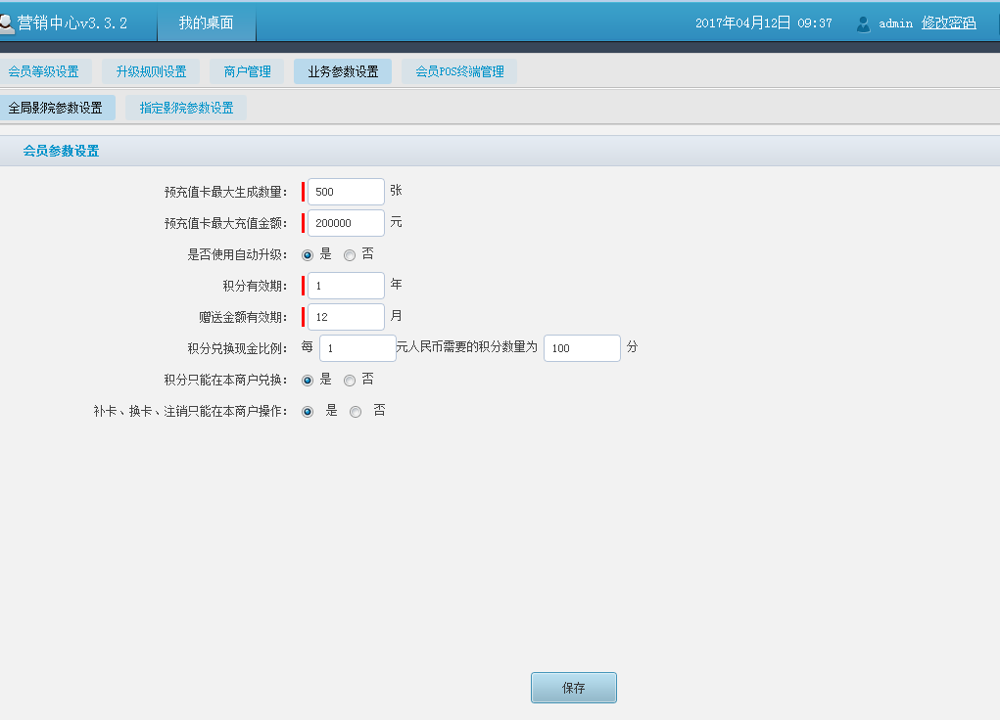 营销中心v3.3.2 我的桌面 2017年04月12日 09:37 admin 修改密码
会员等级设置 升级规则设置 商户管理 业务参数设置 会员POS终端管理
全局影院参数设置 指定影院参数设置
会员参数设置
预充值卡最大生成数量: 500 张
预充值卡最大充值金额: 200000 元
是否使用自动升级: 是 否
积分有效期: 1 年
赠送金额有效期: 12 月
积分兑换现金比例: 每 1 元人民币需要的积分数量为 100 分
积分只能在本商户兑换: 是 否
补卡、换卡、注销只能在本商户操作: 是 否
保存